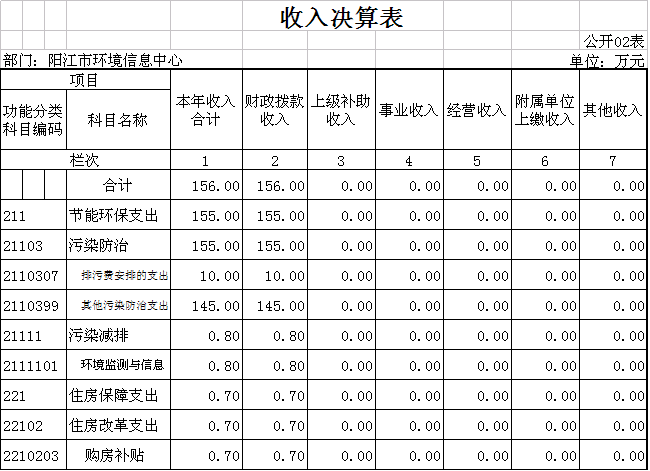 收入决算表
公开02表
部门：阳江市环境信息中心 单位：万元
项目 本年收入合计 财政拨款收入 上级补助收入 事业收入 经营收入 附属单位上缴收入 其他收入
功能分类科目编码 科目名称
栏次 1 2 3 4 5 6 7
合计 156.00 156.00 0.00 0.00 0.00 0.00 0.00
211 节能环保支出 155.00 155.00 0.00 0.00 0.00 0.00 0.00
21103 污染防治 155.00 155.00 0.00 0.00 0.00 0.00 0.00
2110307 排污费安排的支出 10.00 10.00 0.00 0.00 0.00 0.00 0.00
2110399 其他污染防治支出 145.00 145.00 0.00 0.00 0.00 0.00 0.00
21111 污染减排 0.80 0.80 0.00 0.00 0.00 0.00 0.00
2111101 环境监测与信息 0.80 0.80 0.00 0.00 0.00 0.00 0.00
221 住房保障支出 0.70 0.70 0.00 0.00 0.00 0.00 0.00
22102 住房改革支出 0.70 0.70 0.00 0.00 0.00 0.00 0.00
2210203 购房补贴 0.70 0.70 0.00 0.00 0.00 0.00 0.00